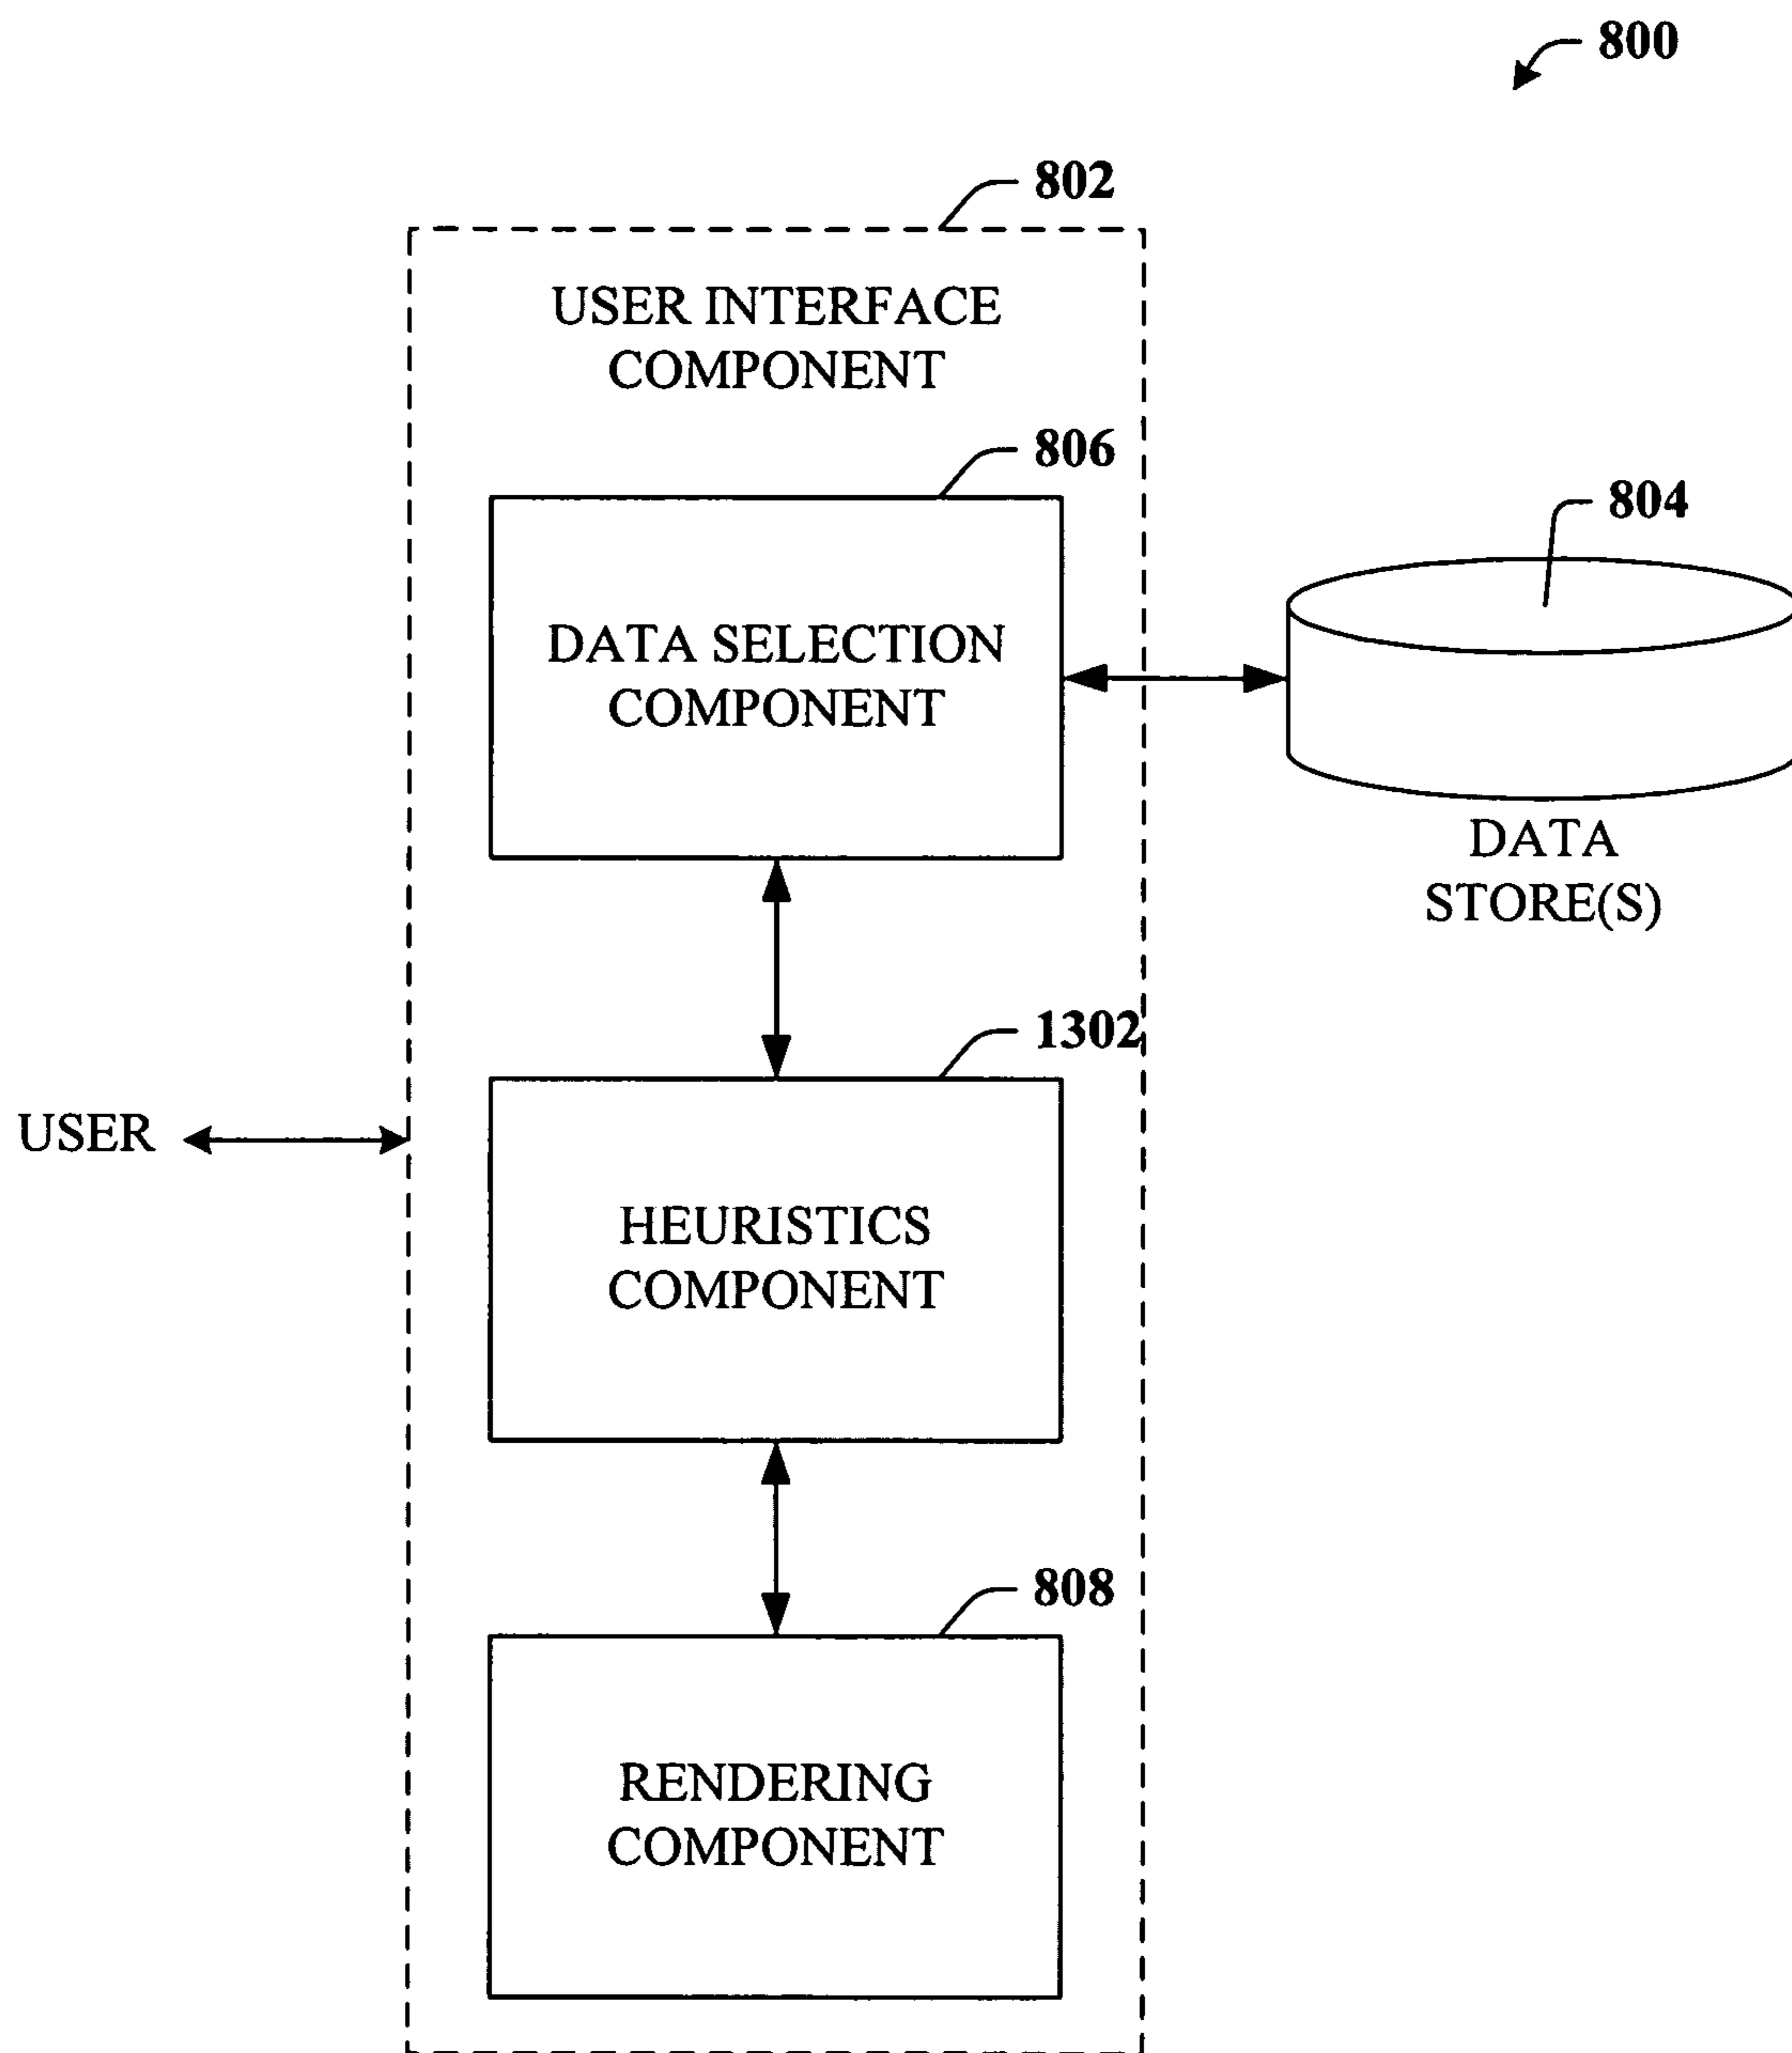 800
802
USER INTERFACE
COMPONENT
806
804
DATA SELECTION
COMPONENT
DATA
STORE(S)
1302
USER
HEURISTICS
COMPONENT
808
RENDERING
COMPONENT